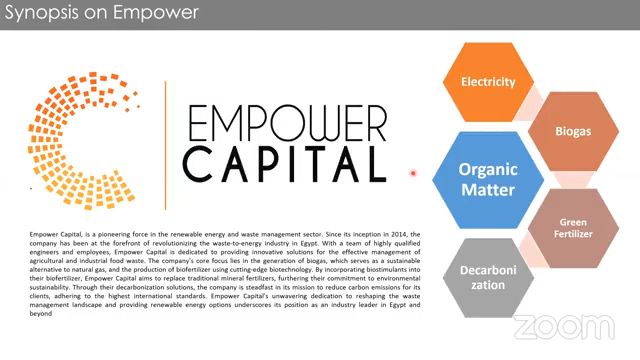 Synopsis on Empower
EMPOWER
CAPITAL
Empower Capital, is a pioneering force in the renewable energy and waste management sector. Since its inception in 2014, the
company has been at the forefront of revolutionizing the waste-to-energy industry in Egypt. With a team of highly qualified
engineers and employees, Empower Capital is dedicated to providing innovative solutions for the effective management of
agricultural and industrial food waste. The company's core focus lies in the generation of biogas, which serves as a sustainable
alternative to natural gas, and the production of biofertilizer using cutting-edge biotechnology. By incorporating biostimulants into
their biofertilizer, Empower Capital aims to replace traditional mineral fertilizers, furthering their commitment to environmental
sustainability. Through their decarbonization solutions, the company is steadfast in its mission to reduce carbon emissions for its
clients, adhering to the highest international standards. Empower Capital's unwavering dedication to reshaping the waste
management landscape and providing renewable energy options underscores its position as an industry leader in Egypt and
beyond
Electricity
Biogas
Organic
Matter
Green
Fertilizer
Decarboni
zation
zoom